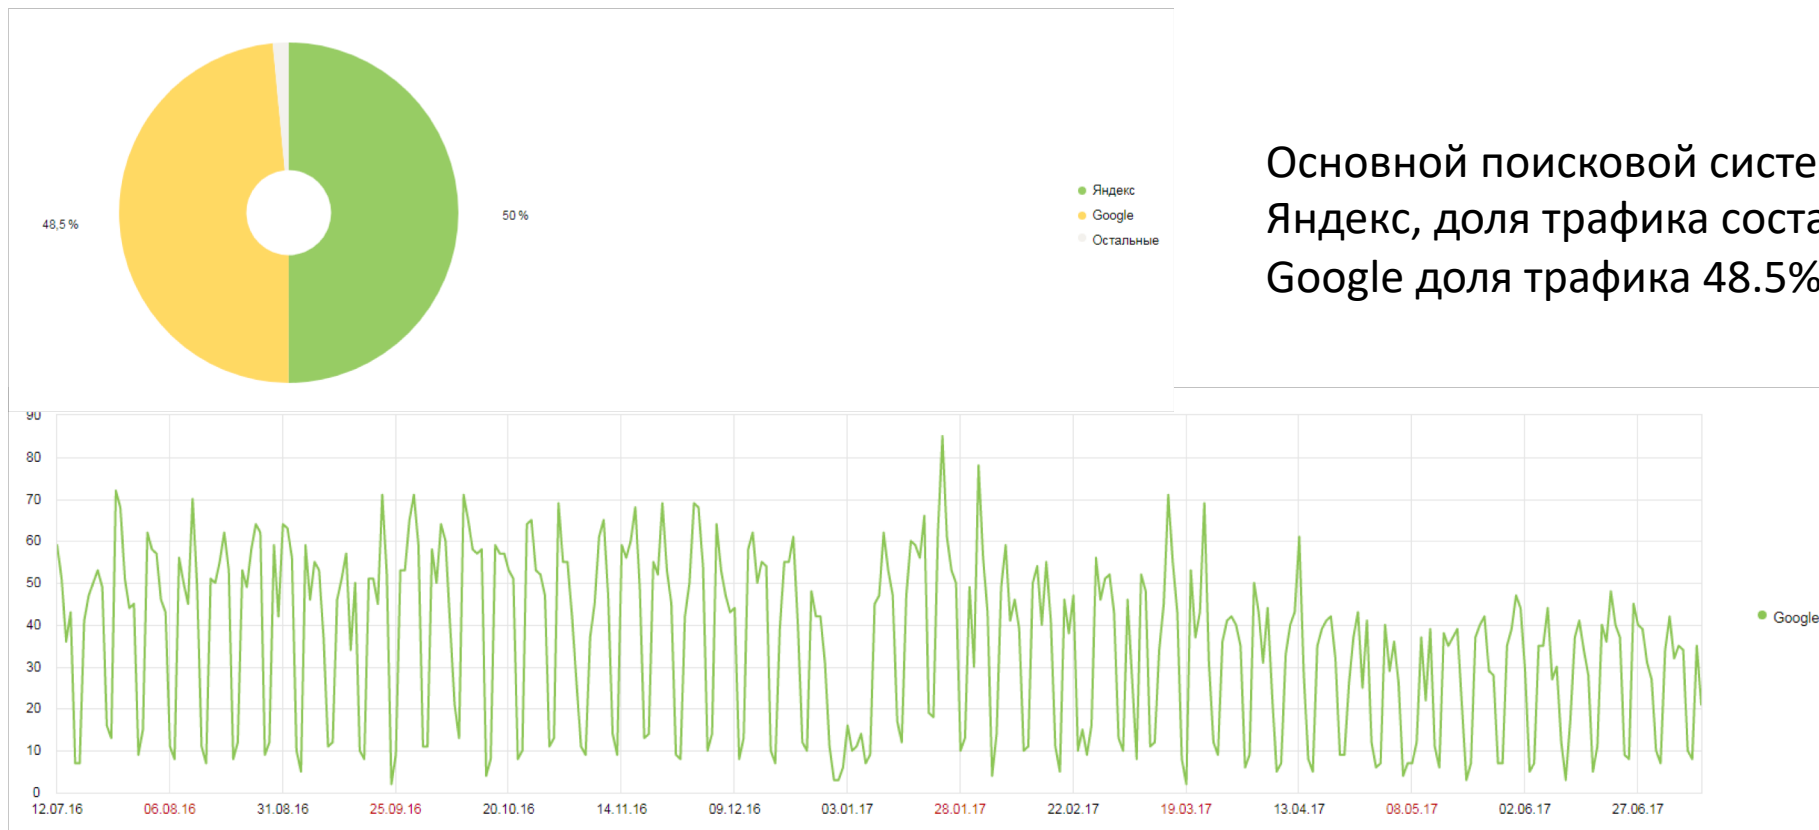 48,5 %
50 %
Яндекс
Google
Остальные
Основной поисковой
Яндекс, доля трафика
Google доля трафика 48.5%
90
80
70
60
50
40
30
20
10
0
12.07.16 06.08.16 31.08.16 25.09.16 20.10.16 14.11.16 09.12.16 03.01.17 28.01.17 22.02.17 19.03.17 13.04.17 08.05.17 02.06.17 27.06.17
Google